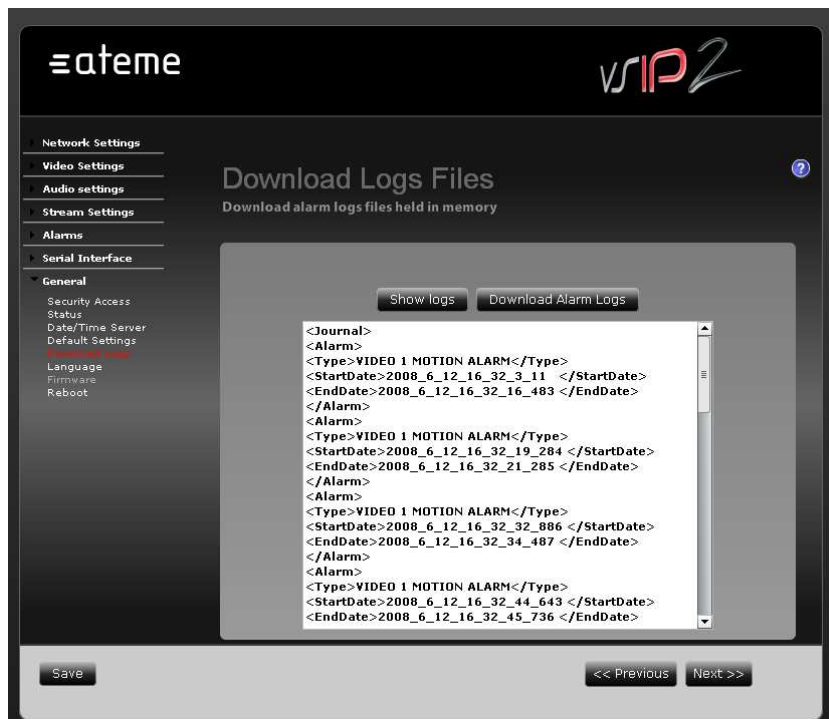 ateme
vsIP2
Network Settings
Video Settings
Audio settings
Stream Settings
Alarms
Serial Interface
General
Security Access
Status
Date/Time Server
Default Settings
Language
Firmware
Reboot
Download Logs Files
Download alarm logs files held in memory
?
Show logs
Download Alarm Logs
<Journal>
<Alarm>
<Type>VIDEO 1 MOTION ALARM</Type>
<StartDate>2008_6_12_16_32_3_11 </StartDate>
<EndDate>2008_6_12_16_32_16_483 </EndDate>
</Alarm>
<Alarm>
<Type>VIDEO 1 MOTION ALARM</Type>
<StartDate>2008_6_12_16_32_19_284 </StartDate>
<EndDate>2008_6_12_16_32_21_285 </EndDate>
</Alarm>
<Alarm>
<Type>VIDEO 1 MOTION ALARM</Type>
<StartDate>2008_6_12_16_32_32_886 </StartDate>
<EndDate>2008_6_12_16_32_34_487 </EndDate>
</Alarm>
<Alarm>
<Type>VIDEO 1 MOTION ALARM</Type>
<StartDate>2008_6_12_16_32_44_643 </StartDate>
<EndDate>2008_6_12_16_32_45_736 </EndDate>
Save
<< Previous
Next >>